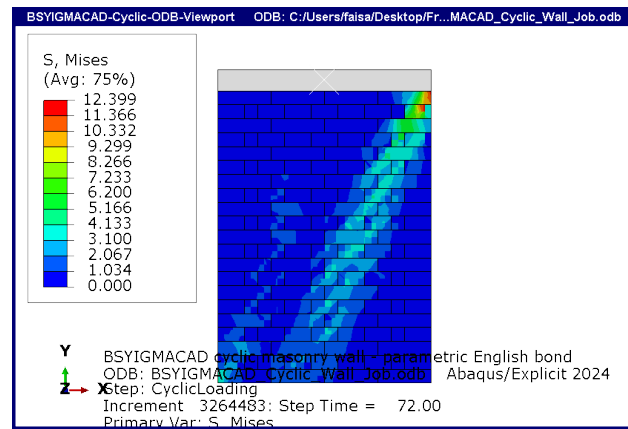 BSYIGMACAD-Cyclic-ODB-Viewport ODB: C:/Users/faisa/Desktop/Fr...MACAD_Cyclic_Wall_Job.odb
S, Mises
(Avg: 75%)
12.399
11.366
10.332
9.299
8.266
7.233
6.200
5.166
4.133
3.100
2.067
1.034
0.000
Y
Z X
BSYIGMACAD cyclic masonry wall - parametric English bond
ODB: BSYIGMACAD_Cyclic_Wall_Job.odb Abaqus/Explicit 2024
Step: CyclicLoading
Increment 3264483: Step Time = 72.00
Primary Var: S, Mises